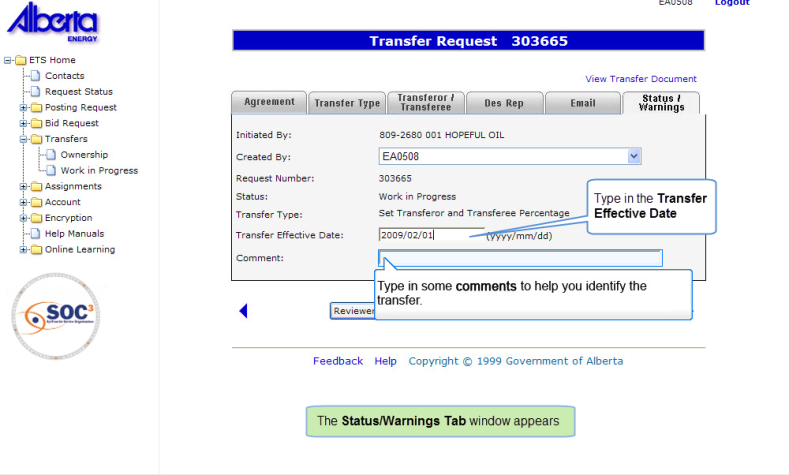 EA0508 Logout
Alberta
ENERGY
Transfer Request 303665
ETS Home
Contacts
Request Status
Posting Request
Bid Request
Transfers
Ownership
Work in Progress
Assignments
Account
Encryption
Help Manuals
Online Learning
SOC3
View Transfer Document
Agreement
Transfer Type
Transferor /
Transferee
Des Rep
Email
Status /
Warnings
Initiated By: 809-2680 001 HOPEFUL OIL
Created By: EA0508
Request Number: 303665
Status: Work in Progress
Transfer Type: Set Transferor and Transferee Percentage
Transfer Effective Date: 2009/02/01 (yyyy/mm/dd)
Comment:
Type in the Transfer
Effective Date
Type in some comments to help you identify the
transfer.
Reviewer
Feedback Help Copyright © 1999 Government of Alberta
The Status/Warnings Tab window appears